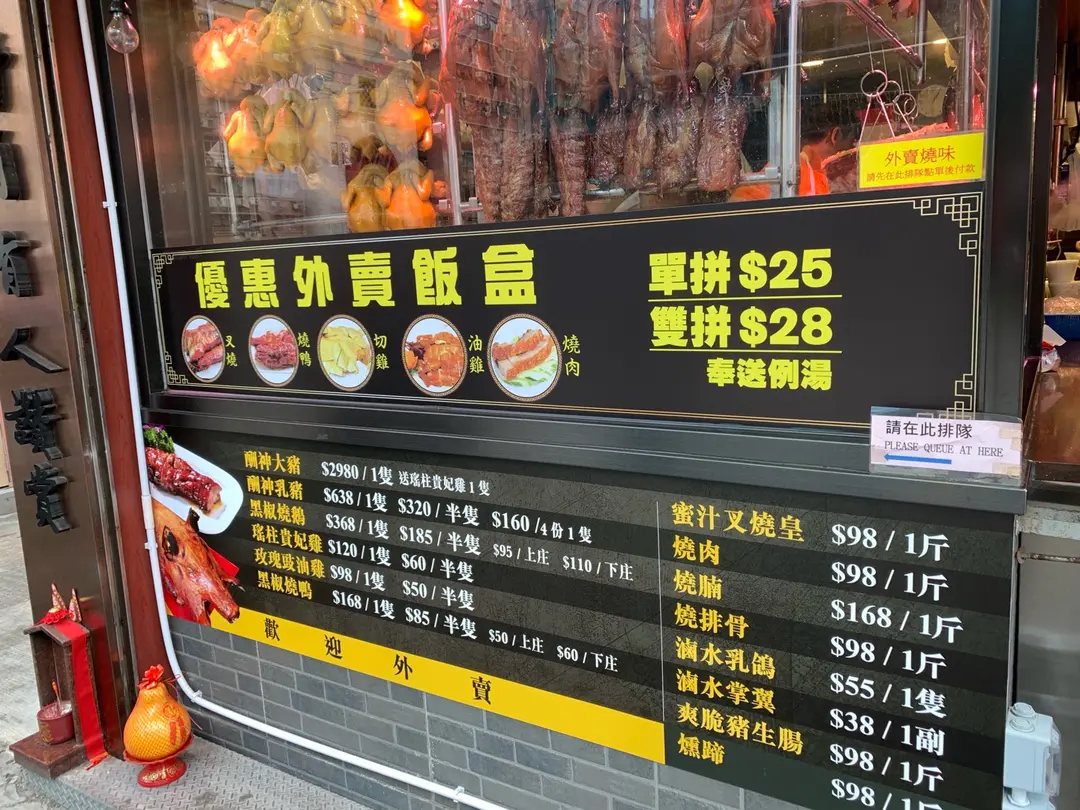 外賣燒味
請先在此排隊點單後付款
優惠外賣飯盒
叉燒
燒鴨
切雞
油雞
燒肉
單拼$25
雙拼$28
奉送例湯
請在此排隊
PLEASE QUEUE AT HERE
酾神大豬 $2980 / 1隻 送瑤柱貴妃雞 1 隻
酾神乳豬 $638 / 1隻 $320 / 半隻 $160 /4 份 1 隻
黑椒燒鵝 $368 / 1隻 $185 / 半隻 $95 / 上庄 $110 / 下庄
瑤柱貴妃雞 $120 / 1隻 $60 / 半隻
玫瑰豉油雞 $98 / 1隻 $50 / 半隻
黑椒燒鴨 $168 / 1隻 $85 / 半隻 $50 / 上庄 $60 / 下庄
歡迎外賣
蜜汁叉燒皇 $98 / 1斤
燒肉 $98 / 1斤
燒腩 $168 / 1斤
燒排骨 $98 / 1斤
滷水乳鴿 $55 / 1隻
滷水掌翼 $38 / 1副
爽脆豬生腸 $98 / 1斤
燻蹄 $98 / 1斤